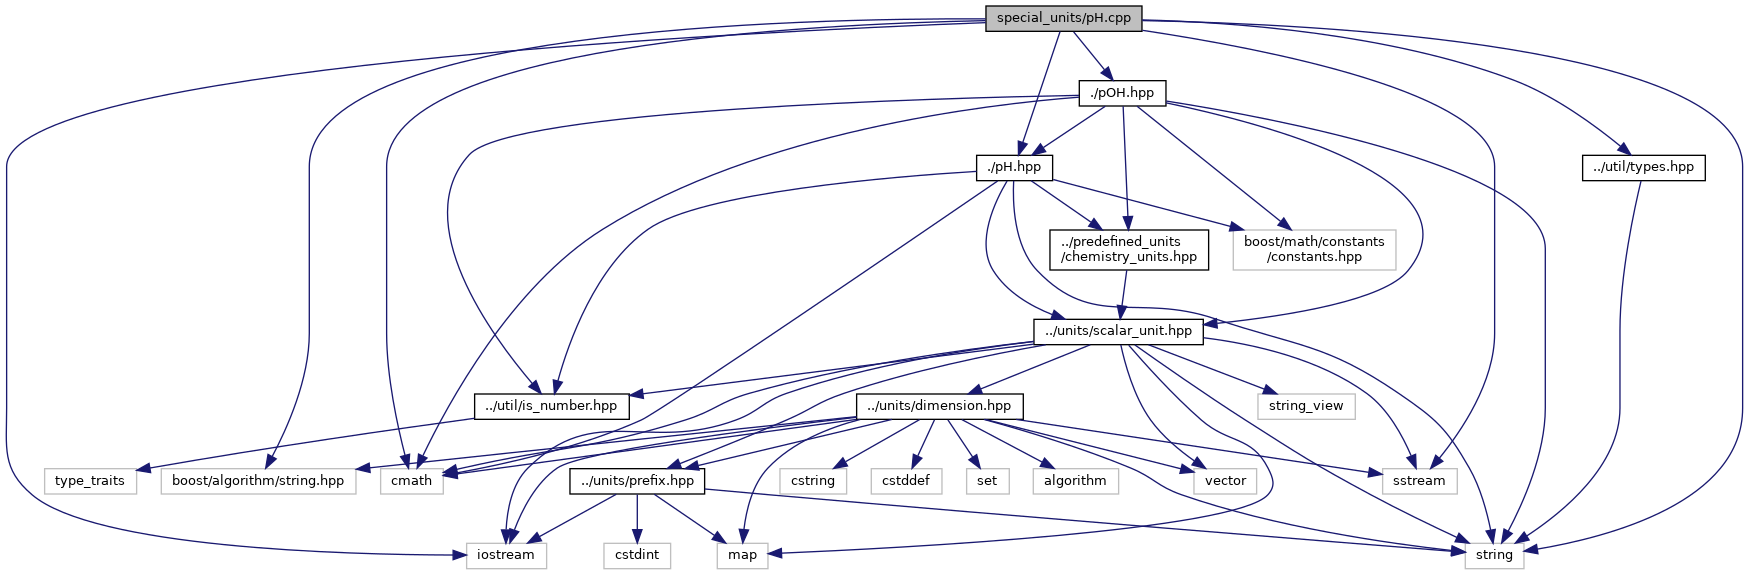 special_units/pH.cpp
./pOH.hpp
./pH.hpp
../util/types.hpp
../predefined_units
/chemistry_units.hpp
boost/math/constants
/constants.hpp
../units/scalar_unit.hpp
../util/is_number.hpp
../units/dimension.hpp
string_view
type_traits
boost/algorithm/string.hpp
cmath
../units/prefix.hpp
cstring
cstddef
set
algorithm
vector
sstream
iostream
cstdint
map
string